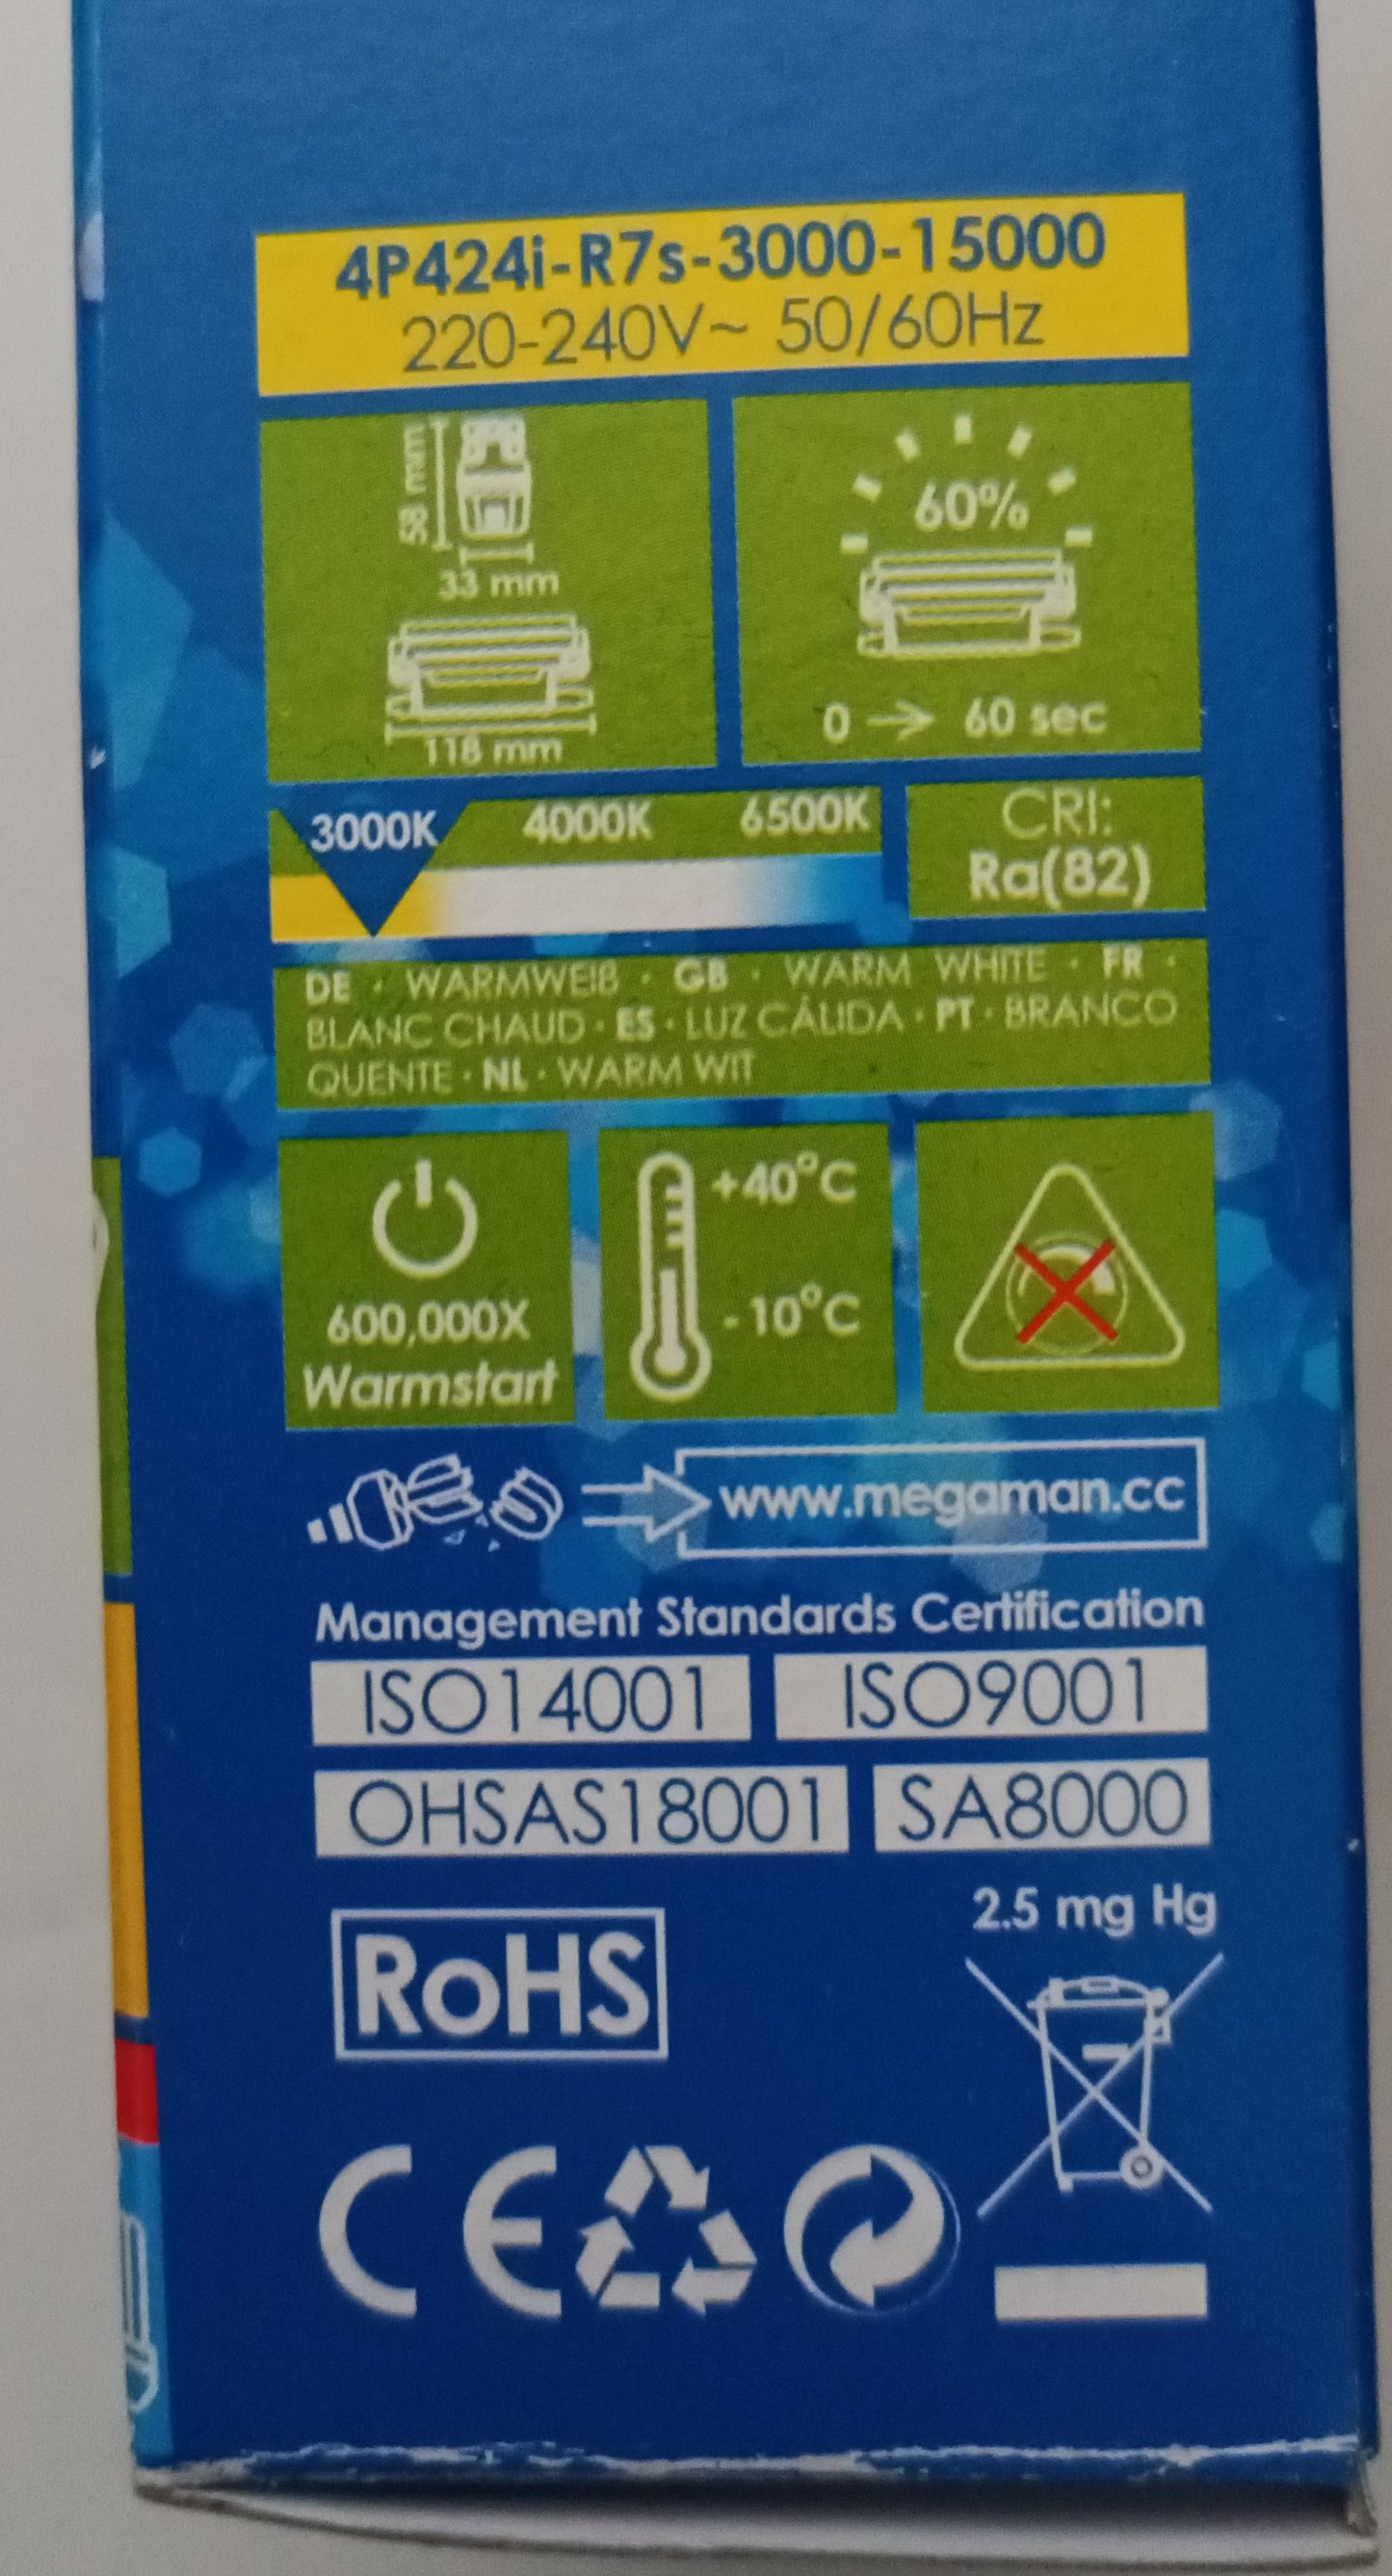 4P424i-R7s-3000-15000
220-240V~ 50/60Hz
58 mm
33 mm
118 mm
60%
0 → 60 sec
3000K 4000K 6500K
CRI:
Ra(82)
DE · WARMWEIß · GB · WARM WHITE · FR ·
BLANC CHAUD · ES · LUZ CÁLIDA · PT · BRANCO
QUENTE · NL · WARM WIT
600,000X
Warmstart
+40°C
-10°C
www.megaman.cc
Management Standards Certification
ISO14001 ISO9001
OHSAS18001 SA8000
2.5 mg Hg
RoHS
CE